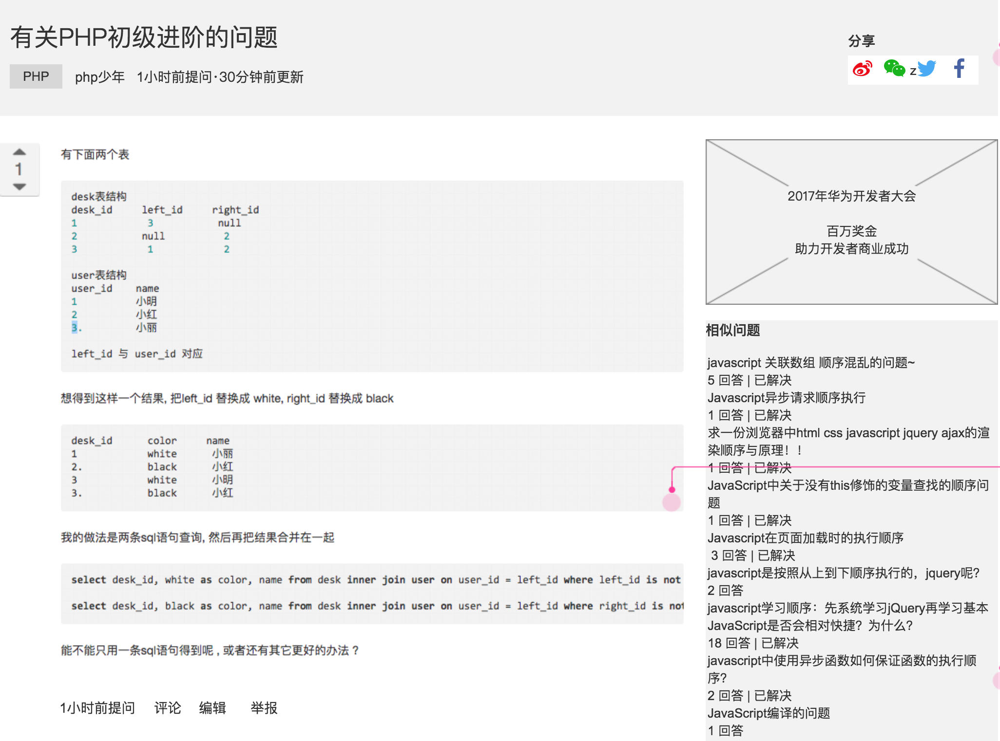 有关PHP初级进阶的问题
分享
PHP php少年 1小时前提问·30分钟前更新
z
1
有下面两个表
desk表结构
desk_id left_id right_id
1 3 null
2 null 2
3 1 2
user表结构
user_id name
1 小明
2 小红
3. 小丽
left_id 与 user_id 对应
想得到这样一个结果, 把left_id 替换成 white, right_id 替换成 black
desk_id color name
1 white 小丽
2. black 小红
3 white 小明
3. black 小红
我的做法是两条sql语句查询, 然后再把结果合并在一起
select desk_id, white as color, name from desk inner join user on user_id = left_id where left_id is not
select desk_id, black as color, name from desk inner join user on user_id = left_id where right_id is not
能不能只用一条sql语句得到呢 , 或者还有其它更好的办法 ?
1小时前提问 评论 编辑 举报
2017年华为开发者大会
百万奖金
助力开发者商业成功
相似问题
javascript 关联数组 顺序混乱的问题~
5 回答 | 已解决
Javascript异步请求顺序执行
1 回答 | 已解决
求一份浏览器中html css javascript jquery ajax的渲
染顺序与原理！！
1 回答 | 已解决
JavaScript中关于没有this修饰的变量查找的顺序问
题
1 回答 | 已解决
Javascript在页面加载时的执行顺序
3 回答 | 已解决
javascript是按照从上到下顺序执行的，jquery呢?
2 回答
javascript学习顺序：先系统学习jQuery再学习基本
JavaScript是否会相对快捷？为什么?
18 回答 | 已解决
javascript中使用异步函数如何保证函数的执行顺
序?
2 回答 | 已解决
JavaScript编译的问题
1 回答